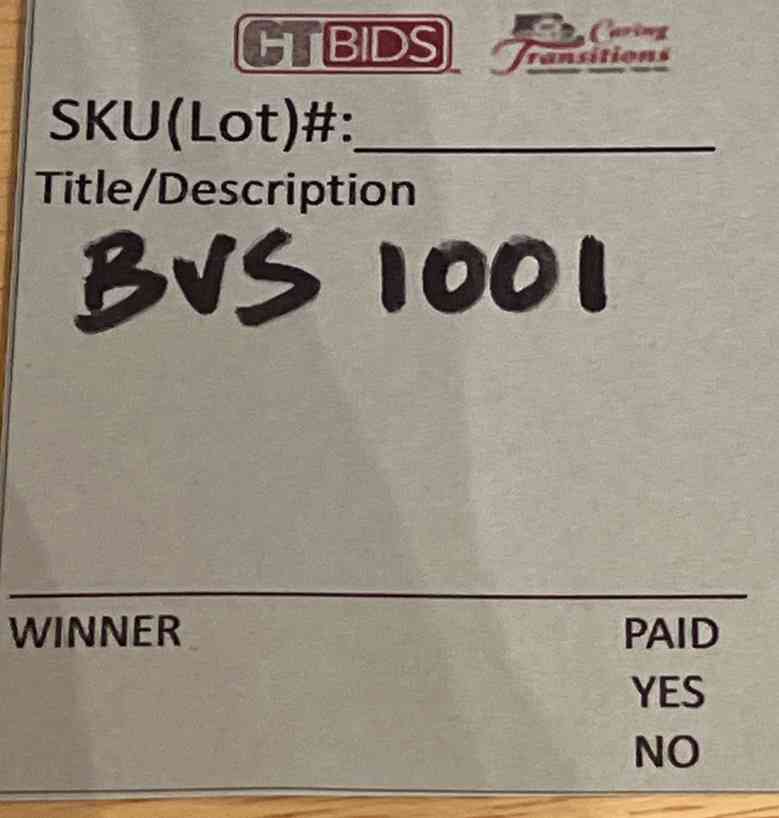 CTBIDS Caring Transitions
SKU(Lot)#:
Title/Description
BVS 1001
WINNER PAID
YES
NO